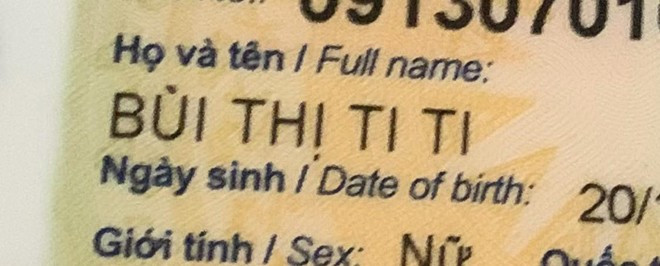 Họ và tên / Full name:
BÙI THỊ TI TI
Ngày sinh / Date of birth: 20/
Giới tính / Sex: Nữ